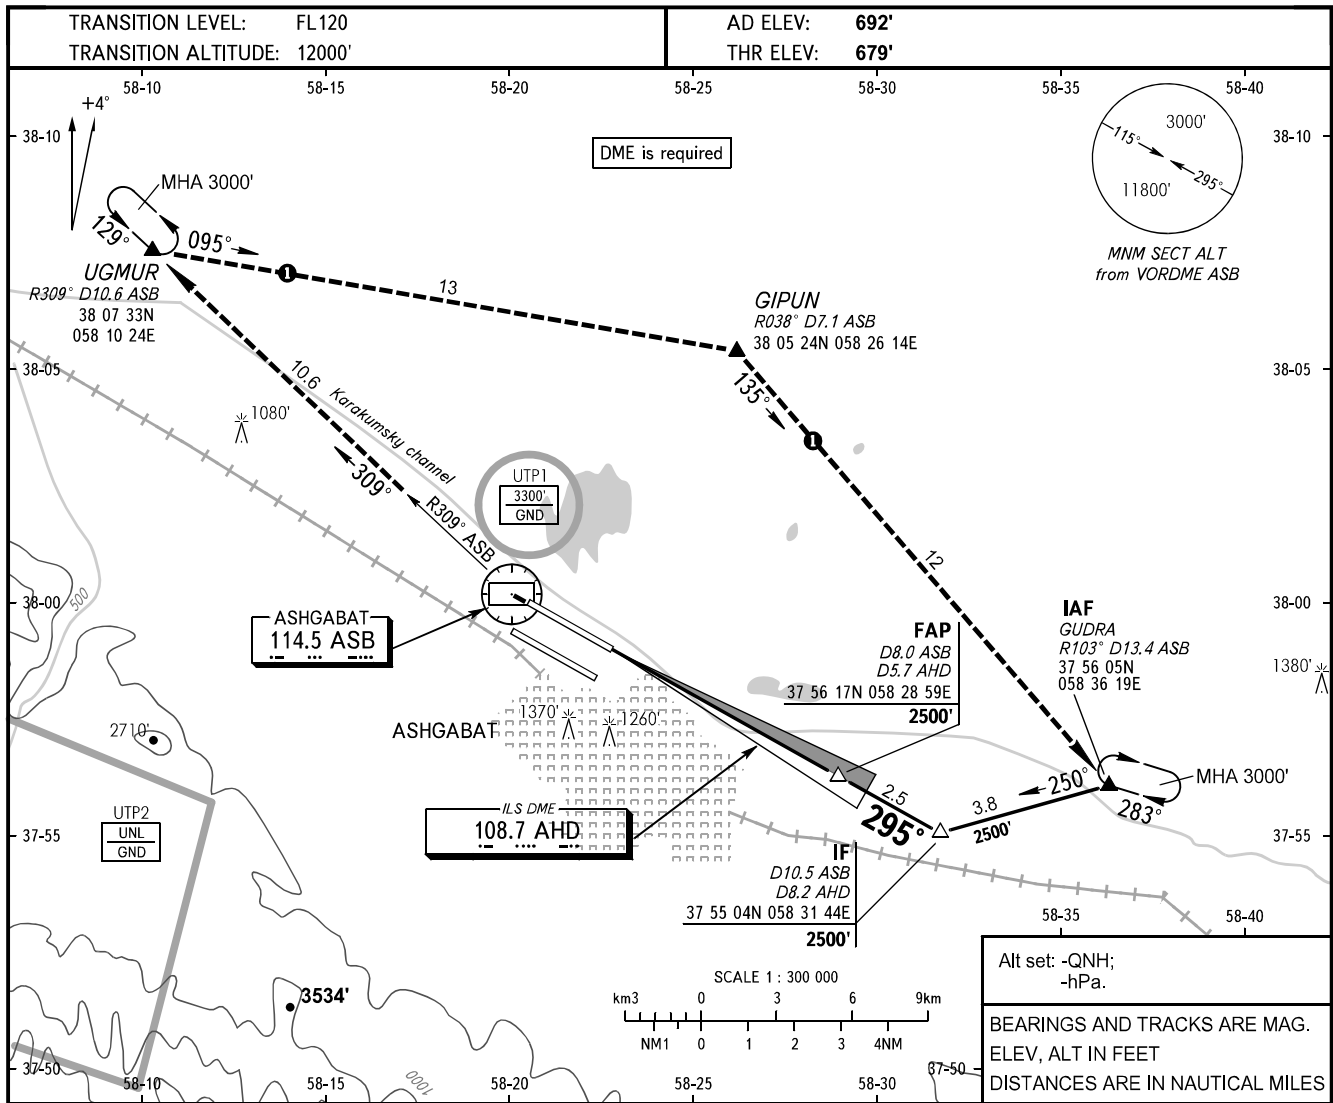 TRANSITION LEVEL: FL120
TRANSITION ALTITUDE: 12000'
AD ELEV: 692'
THR ELEV: 679'
58-10 58-15 58-20 58-25 58-30 58-35 58-40
+4°
38-10 38-10
DME is required
3000'
115°
295°
11800'
MNM SECT ALT
from VORDME ASB
MHA 3000'
129°
095°
1
UGMUR
R309° D10.6 ASB
38 07 33N
058 10 24E
13
GIPUN
R038° D7.1 ASB
38 05 24N 058 26 14E
38-05 38-05
135°
1
10.6
Karakumsky channel
1080'
309°
R309° ASB
UTP1
3300'
GND
12
38-00 38-00
500
ASHGABAT
114.5 ASB
FAP
D8.0 ASB
D5.7 AHD
37 56 17N 058 28 59E
2500'
IAF
GUDRA
R103° D13.4 ASB
37 56 05N
058 36 19E
1380'
2710'
ASHGABAT
1370'
1260'
MHA 3000'
250°
283°
2.5
295°
3.8
2500'
UTP2
UNL
GND
ILS DME
108.7 AHD
37-55 37-55
IF
D10.5 ASB
D8.2 AHD
37 55 04N 058 31 44E
2500'
58-35 58-40
3534'
SCALE 1 : 300 000
km3 0 3 6 9km
NM1 0 1 2 3 4NM
Alt set: -QNH;
-hPa.
BEARINGS AND TRACKS ARE MAG.
ELEV, ALT IN FEET
DISTANCES ARE IN NAUTICAL MILES
37-50 37-50
1000
58-10 58-15 58-20 58-25 58-30